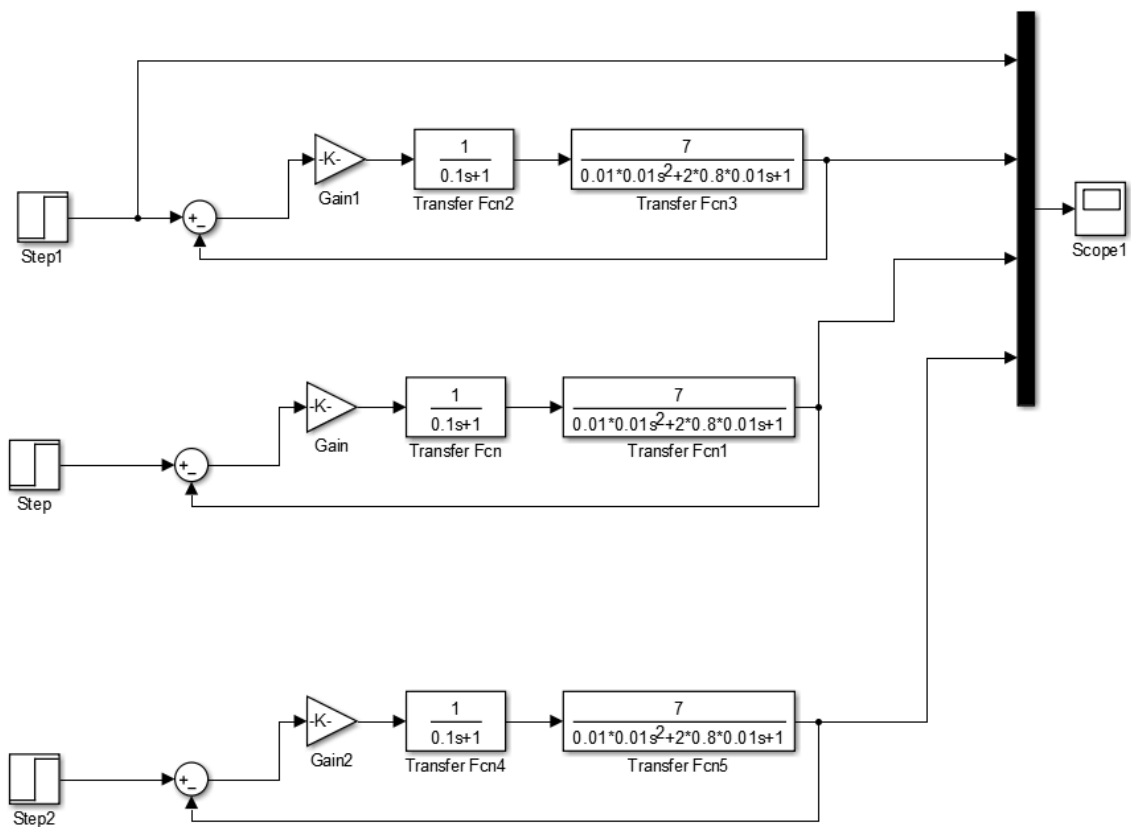 -K-
Gain1
1
0.1s+1
Transfer Fcn2
7
0.01*0.01s²+2*0.8*0.01s+1
Transfer Fcn3
+
−
Step1
Scope1
-K-
Gain
1
0.1s+1
Transfer Fcn
7
0.01*0.01s²+2*0.8*0.01s+1
Transfer Fcn1
+
−
Step
-K-
Gain2
1
0.1s+1
Transfer Fcn4
7
0.01*0.01s²+2*0.8*0.01s+1
Transfer Fcn5
+
−
Step2